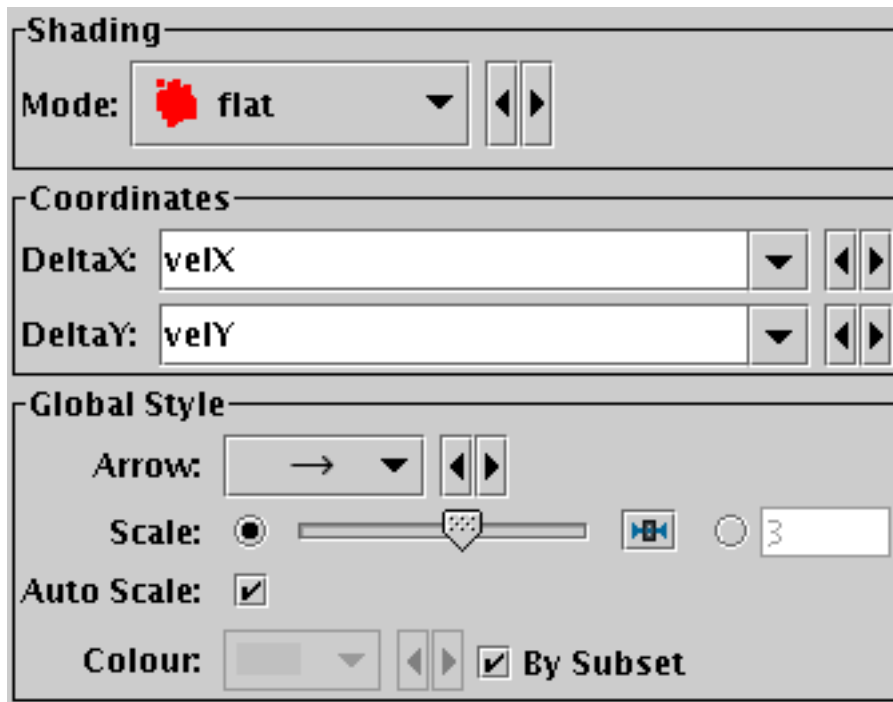 Shading
Mode: flat
Coordinates
DeltaX: velX
DeltaY: velY
Global Style
Arrow:
Scale: 3
Auto Scale:
Colour: By Subset